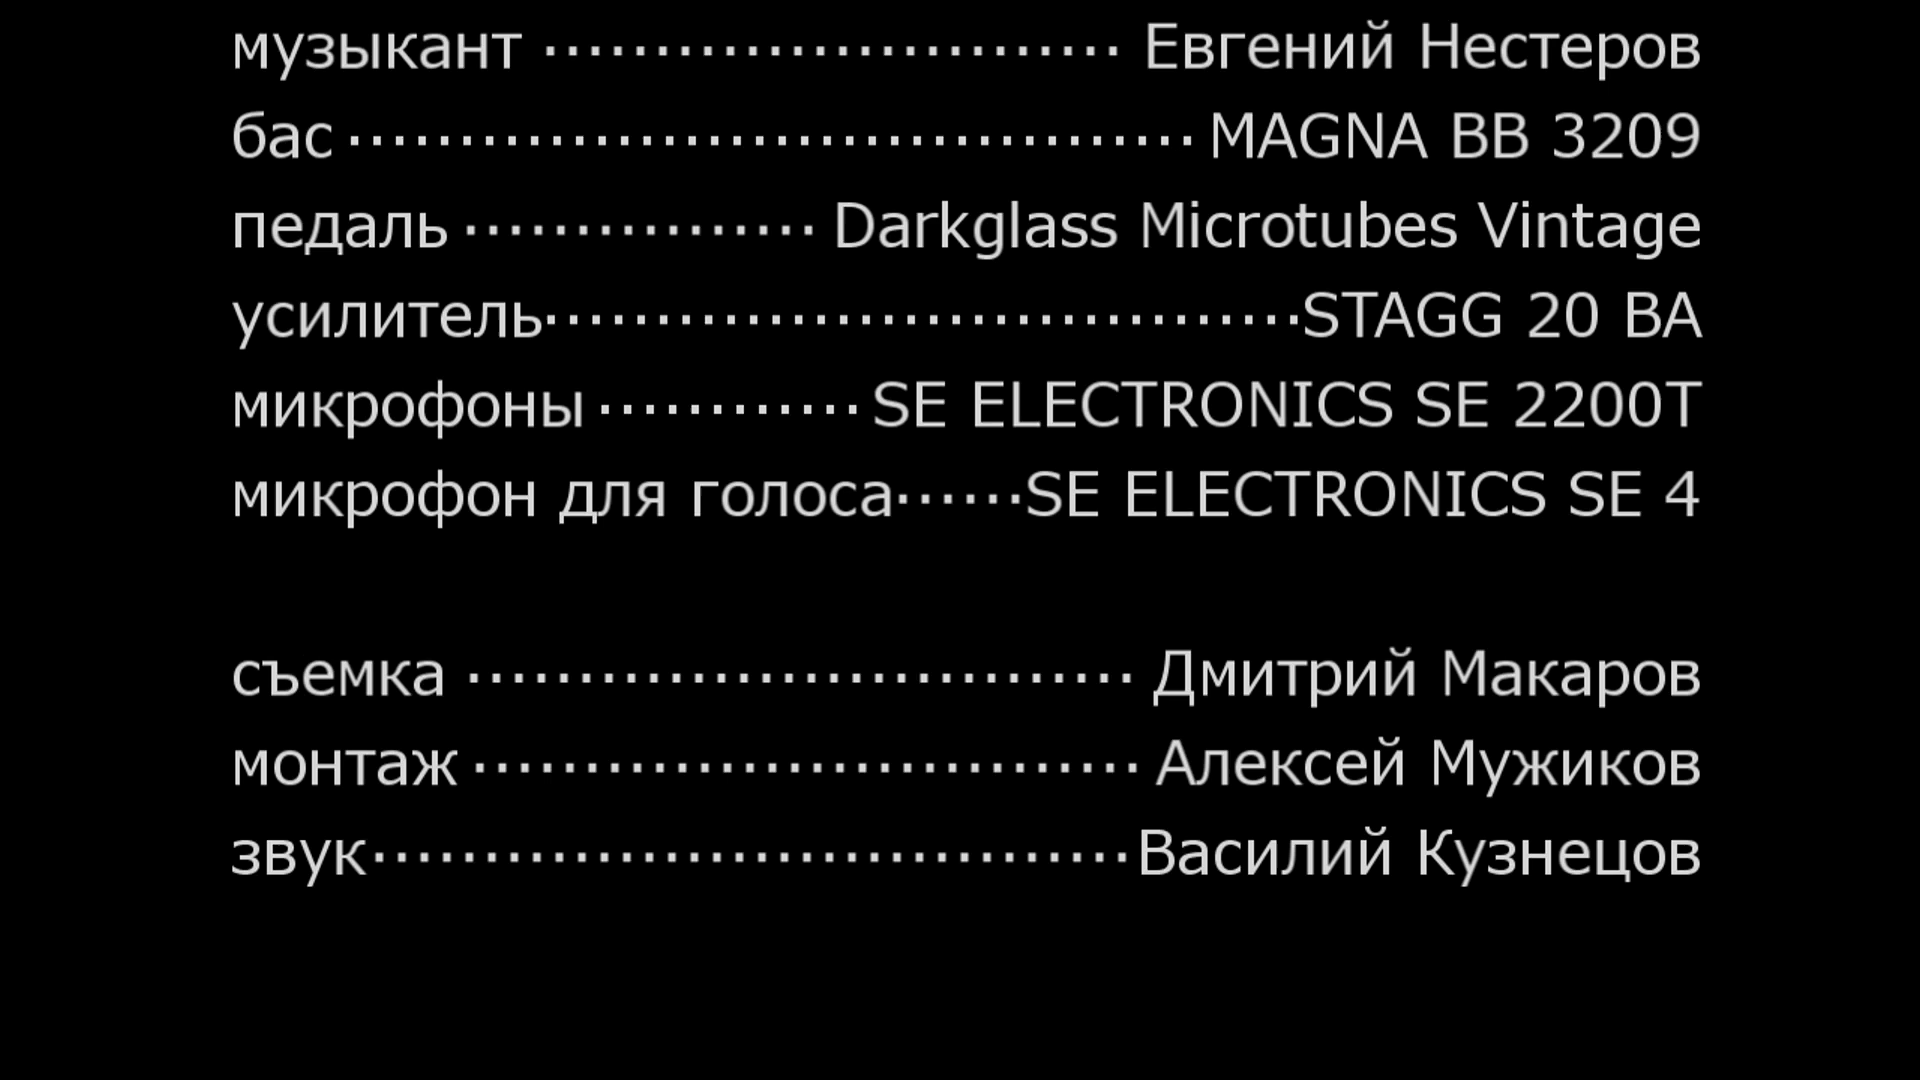 музыкант ·························· Евгений Нестеров
бас ······································ MAGNA BB 3209
педаль ················ Darkglass Microtubes Vintage
усилитель··································STAGG 20 BA
микрофоны ············ SE ELECTRONICS SE 2200T
микрофон для голоса······SE ELECTRONICS SE 4
съемка ······························ Дмитрий Макаров
монтаж ······························ Алексей Мужиков
звук··································Василий Кузнецов